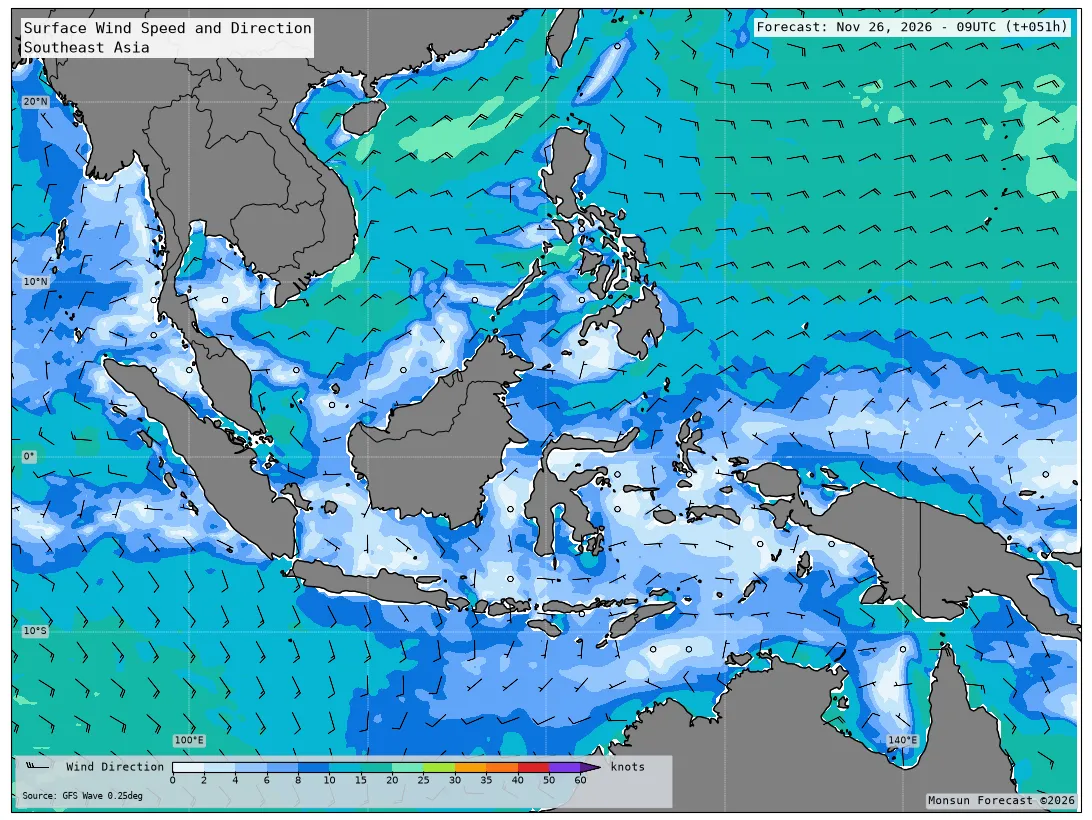 Surface Wind Speed and Direction
Southeast Asia
Forecast: Nov 26, 2026 - 09UTC (t+051h)
20°N
10°N
0°
10°S
100°E
140°E
Wind Direction
0 2 4 6 8 10 15 20 25 30 35 40 50 60
knots
Source: GFS Wave 0.25deg
Monsun Forecast ©2026